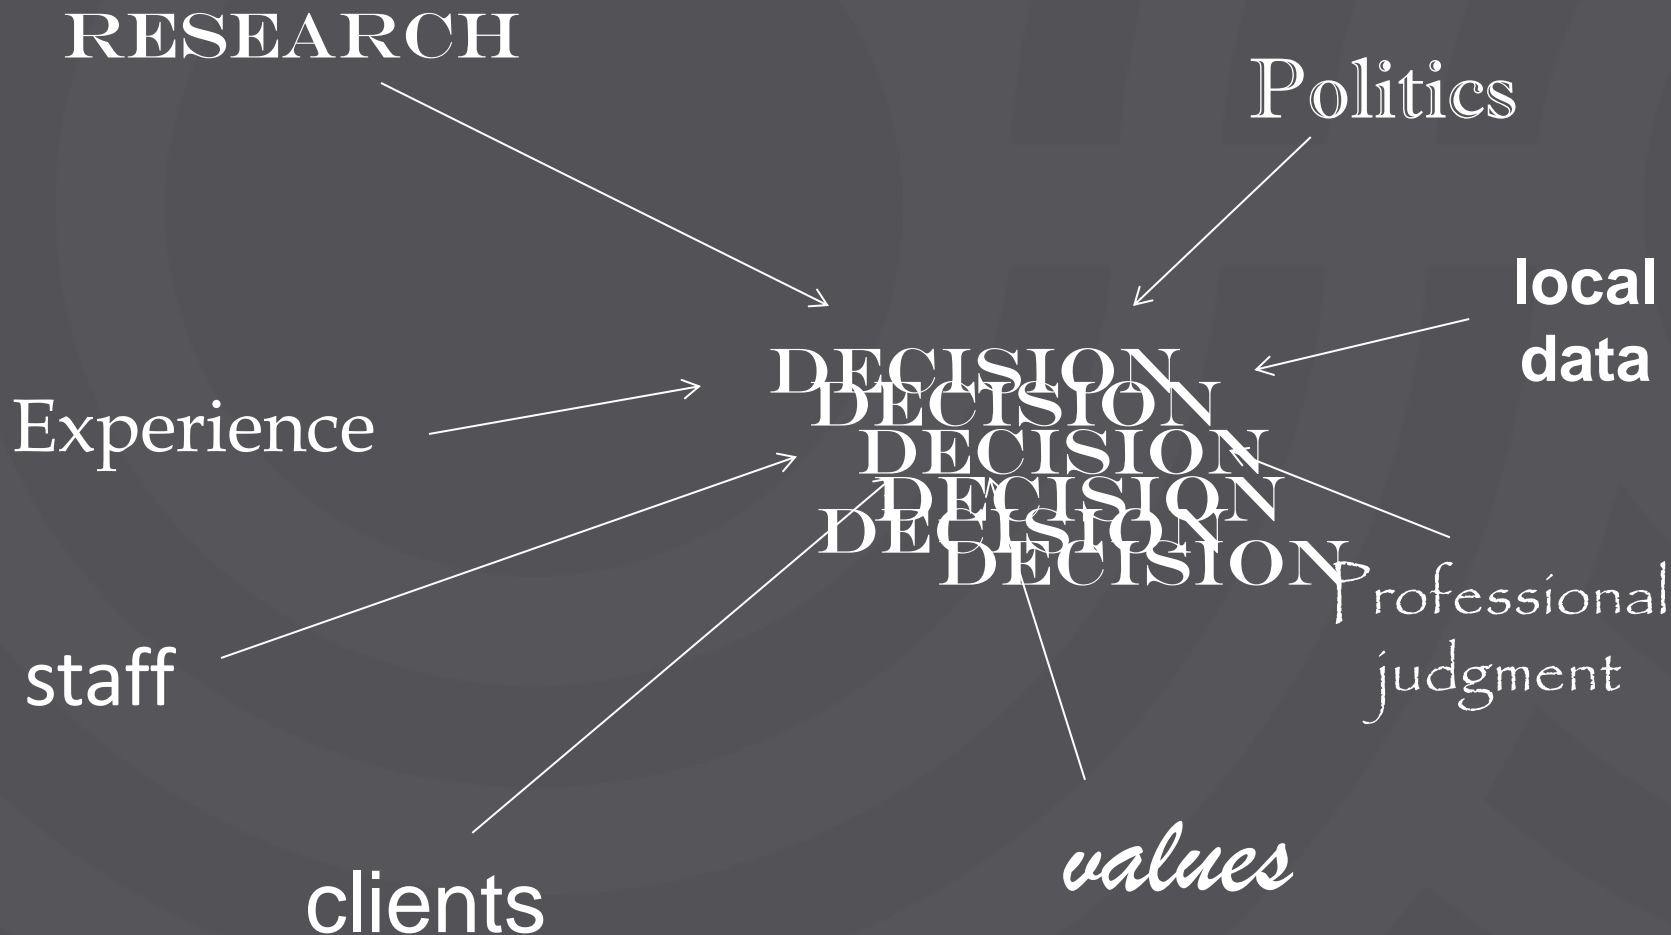 RESEARCH
Politics
local
data
DECISION
DECISION
DECISION
DECISION
DECISION
DECISION
Experience
staff
clients
values
Professional
judgment